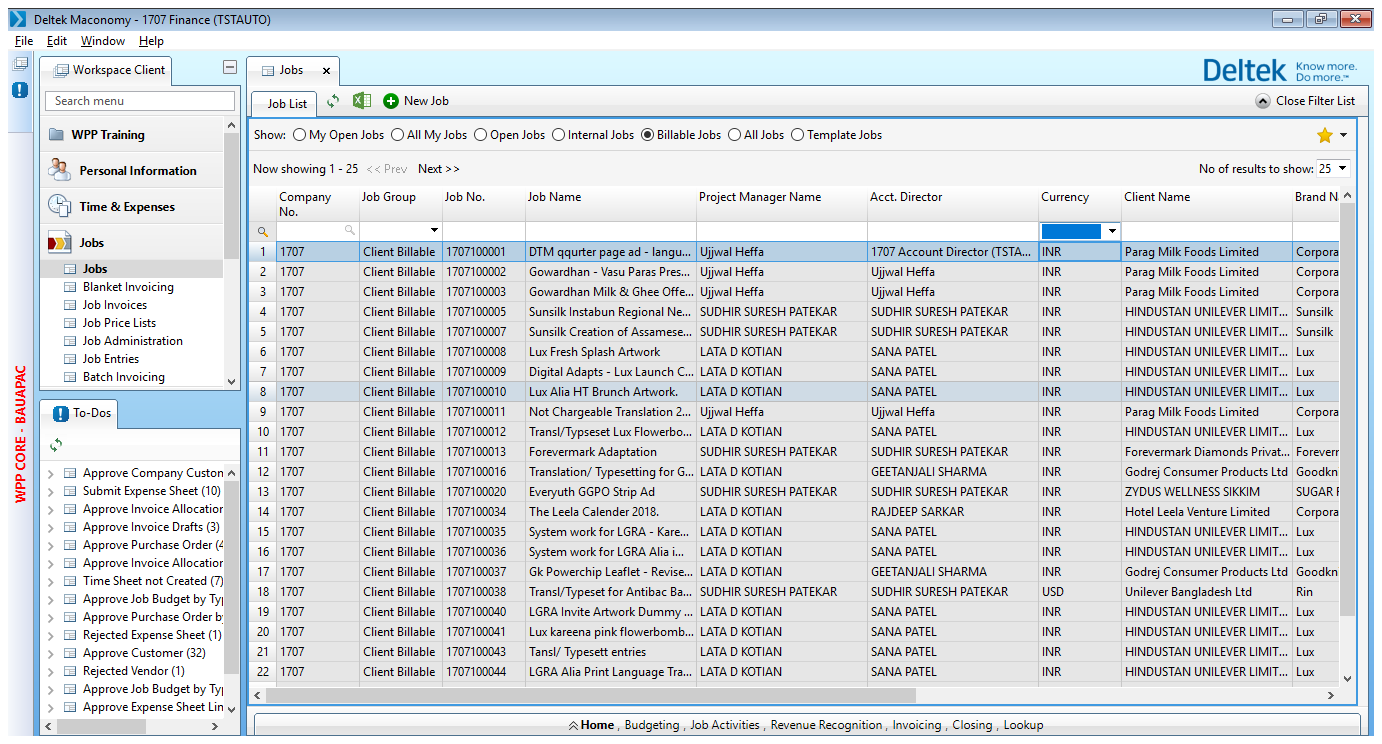 Deltek Maconomy - 1707 Finance (TSTAUTO)
File Edit Window Help
Workspace Client
Search menu
WPP Training
Personal Information
Time & Expenses
Jobs
Jobs
Blanket Invoicing
Job Invoices
Job Price Lists
Job Administration
Job Entries
Batch Invoicing
WPP CORE - BAUAPAC
To-Dos
Approve Company Custon
Submit Expense Sheet (10)
Approve Invoice Allocation
Approve Invoice Drafts (3)
Approve Purchase Order (4
Approve Invoice Allocation
Time Sheet not Created (7)
Approve Job Budget by Typ
Approve Purchase Order by
Rejected Expense Sheet (1)
Approve Customer (32)
Rejected Vendor (1)
Approve Job Budget by Typ
Approve Expense Sheet Lin
Jobs x
Deltek Know more. Do more.™
Job List New Job Close Filter List
Show: My Open Jobs All My Jobs Open Jobs Internal Jobs Billable Jobs All Jobs Template Jobs
Now showing 1 - 25 << Prev Next >> No of results to show: 25
Company No. Job Group Job No. Job Name Project Manager Name Acct. Director Currency Client Name Brand N
1 1707 Client Billable 1707100001 DTM qqurter page ad - langu... Ujjwal Heffa 1707 Account Director (TSTA... INR Parag Milk Foods Limited Corpora
2 1707 Client Billable 1707100002 Gowardhan - Vasu Paras Pres... Ujjwal Heffa Ujjwal Heffa INR Parag Milk Foods Limited Corpora
3 1707 Client Billable 1707100003 Gowardhan Milk & Ghee Offe... Ujjwal Heffa Ujjwal Heffa INR Parag Milk Foods Limited Corpora
4 1707 Client Billable 1707100005 Sunsilk Instabun Regional Ne... SUDHIR SURESH PATEKAR SUDHIR SURESH PATEKAR INR HINDUSTAN UNILEVER LIMIT... Sunsilk
5 1707 Client Billable 1707100007 Sunsilk Creation of Assamese... SUDHIR SURESH PATEKAR SUDHIR SURESH PATEKAR INR HINDUSTAN UNILEVER LIMIT... Sunsilk
6 1707 Client Billable 1707100008 Lux Fresh Splash Artwork LATA D KOTIAN SANA PATEL INR HINDUSTAN UNILEVER LIMIT... Lux
7 1707 Client Billable 1707100009 Digital Adapts - Lux Launch C... LATA D KOTIAN SANA PATEL INR HINDUSTAN UNILEVER LIMIT... Lux
8 1707 Client Billable 1707100010 Lux Alia HT Brunch Artwork. LATA D KOTIAN SANA PATEL INR HINDUSTAN UNILEVER LIMIT... Lux
9 1707 Client Billable 1707100011 Not Chargeable Translation 2... Ujjwal Heffa Ujjwal Heffa INR Parag Milk Foods Limited Corpora
10 1707 Client Billable 1707100012 Transl/Typseset Lux Flowerbo... LATA D KOTIAN SANA PATEL INR HINDUSTAN UNILEVER LIMIT... Lux
11 1707 Client Billable 1707100013 Forevermark Adaptation SUDHIR SURESH PATEKAR SUDHIR SURESH PATEKAR INR Forevermark Diamonds Privat... Foreverr
12 1707 Client Billable 1707100016 Translation/ Typesetting for G... LATA D KOTIAN GEETANJALI SHARMA INR Godrej Consumer Products Ltd Goodkn
13 1707 Client Billable 1707100020 Everyuth GGPO Strip Ad SUDHIR SURESH PATEKAR SUDHIR SURESH PATEKAR INR ZYDUS WELLNESS SIKKIM SUGAR F
14 1707 Client Billable 1707100034 The Leela Calender 2018. LATA D KOTIAN RAJDEEP SARKAR INR Hotel Leela Venture Limited Corpora
15 1707 Client Billable 1707100035 System work for LGRA - Kare... LATA D KOTIAN SANA PATEL INR HINDUSTAN UNILEVER LIMIT... Lux
16 1707 Client Billable 1707100036 System work for LGRA Alia i... LATA D KOTIAN SANA PATEL INR HINDUSTAN UNILEVER LIMIT... Lux
17 1707 Client Billable 1707100037 Gk Powerchip Leaflet - Revise... LATA D KOTIAN GEETANJALI SHARMA INR Godrej Consumer Products Ltd Goodkn
18 1707 Client Billable 1707100038 Transl/Typeset for Antibac Ba... SUDHIR SURESH PATEKAR SUDHIR SURESH PATEKAR USD Unilever Bangladesh Ltd Rin
19 1707 Client Billable 1707100040 LGRA Invite Artwork Dummy ... LATA D KOTIAN SANA PATEL INR HINDUSTAN UNILEVER LIMIT... Lux
20 1707 Client Billable 1707100041 Lux kareena pink flowerbomb... LATA D KOTIAN SANA PATEL INR HINDUSTAN UNILEVER LIMIT... Lux
21 1707 Client Billable 1707100043 Tansl/ Typesett entries LATA D KOTIAN SANA PATEL INR HINDUSTAN UNILEVER LIMIT... Lux
22 1707 Client Billable 1707100044 LGRA Alia Print Language Tra... LATA D KOTIAN SANA PATEL INR HINDUSTAN UNILEVER LIMIT... Lux
Home , Budgeting , Job Activities , Revenue Recognition , Invoicing , Closing , Lookup